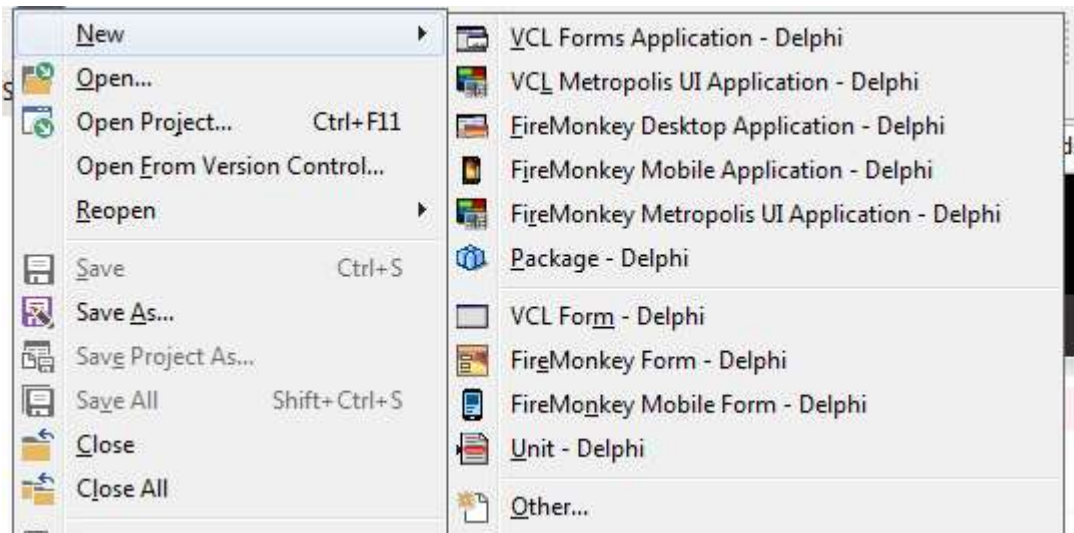 New
Open...
Open Project... Ctrl+F11
Open From Version Control...
Reopen
Save Ctrl+S
Save As...
Save Project As...
Save All Shift+Ctrl+S
Close
Close All
VCL Forms Application - Delphi
VCL Metropolis UI Application - Delphi
FireMonkey Desktop Application - Delphi
FireMonkey Mobile Application - Delphi
FireMonkey Metropolis UI Application - Delphi
Package - Delphi
VCL Form - Delphi
FireMonkey Form - Delphi
FireMonkey Mobile Form - Delphi
Unit - Delphi
Other...